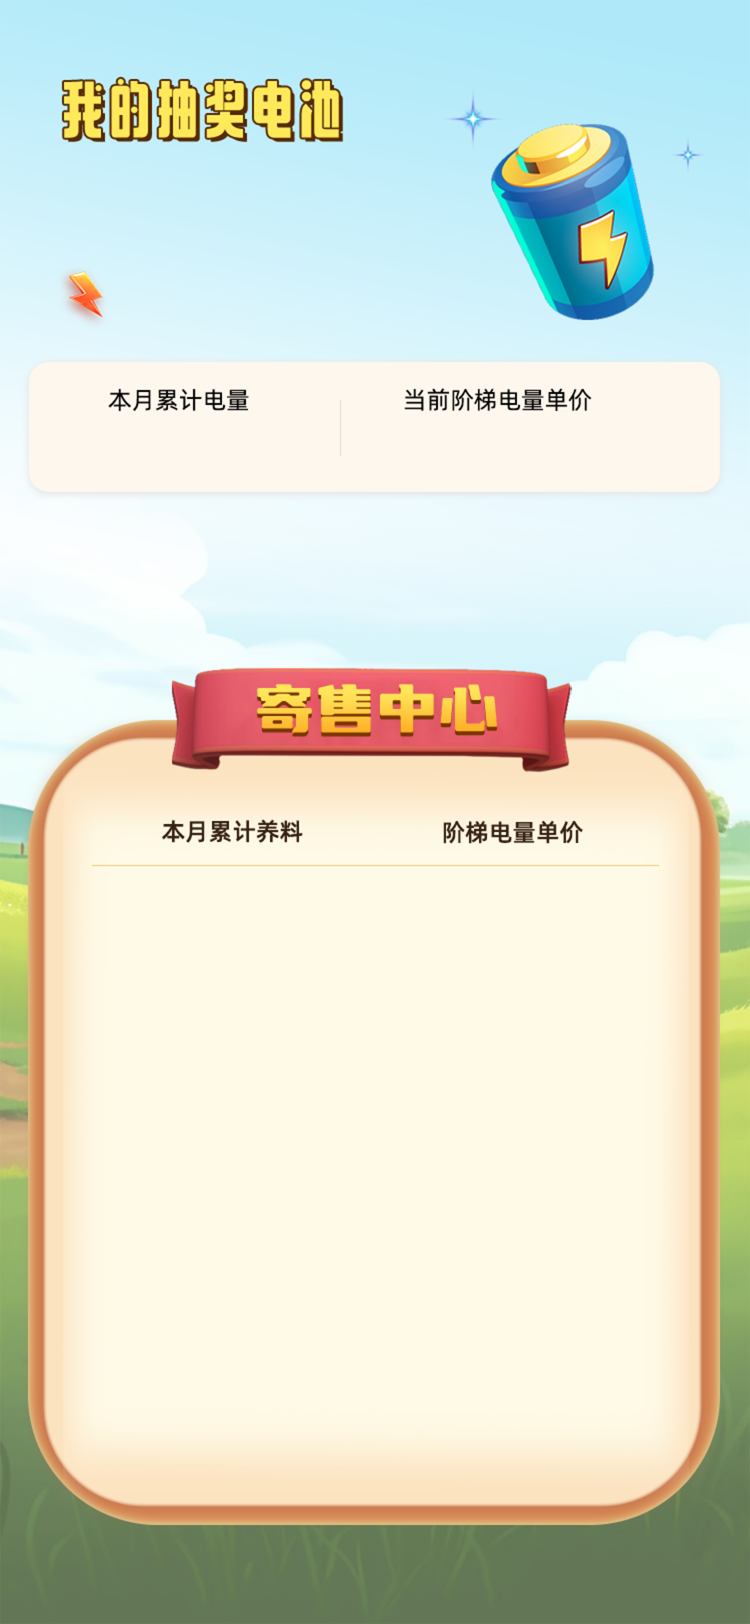 我的抽奖电池
本月累计电量
当前阶梯电量单价
寄售中心
本月累计养料
阶梯电量单价